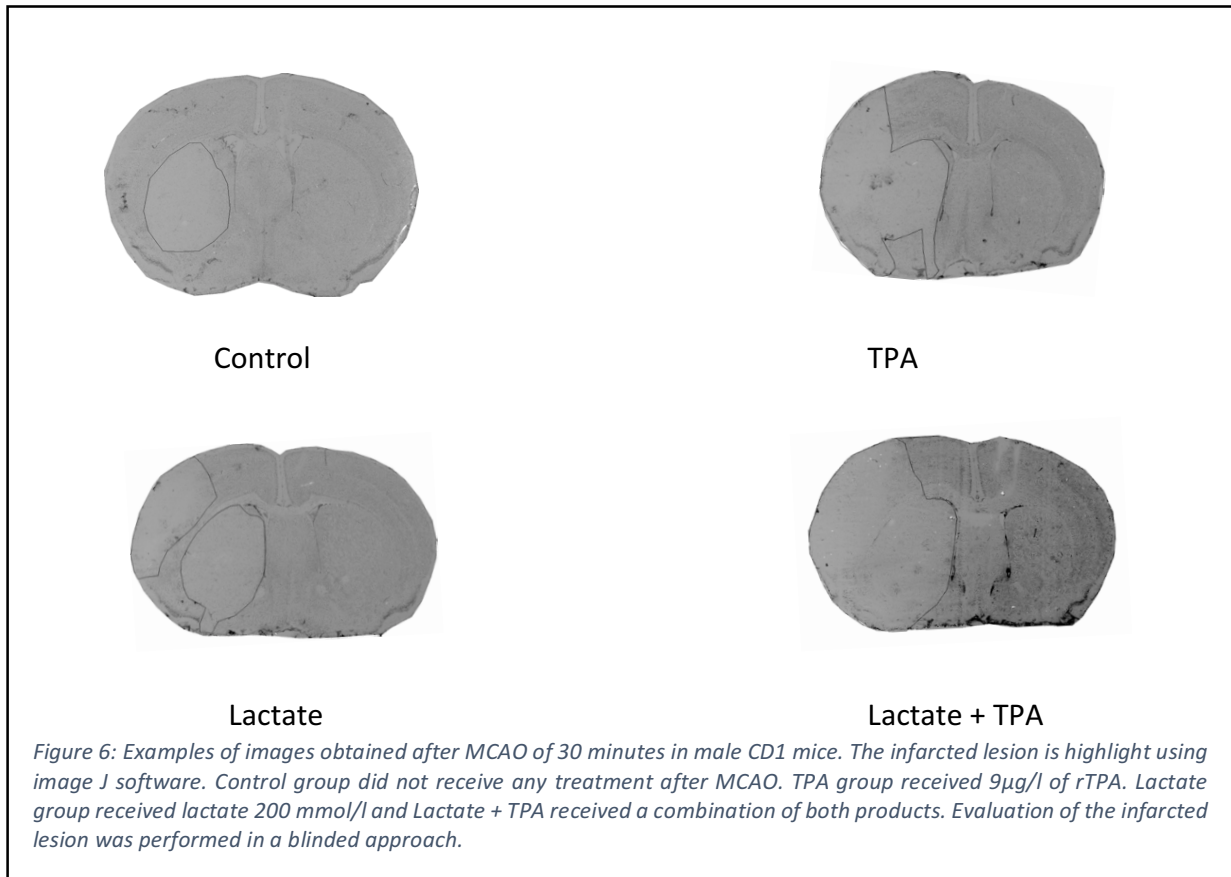 Control
TPA
Lactate
Lactate + TPA
Figure 6: Examples of images obtained after MCAO of 30 minutes in male CD1 mice. The infarcted lesion is highlight using
image J software. Control group did not receive any treatment after MCAO. TPA group received 9µg/l of rTPA. Lactate
group received lactate 200 mmol/l and Lactate + TPA received a combination of both products. Evaluation of the infarcted
lesion was performed in a blinded approach.